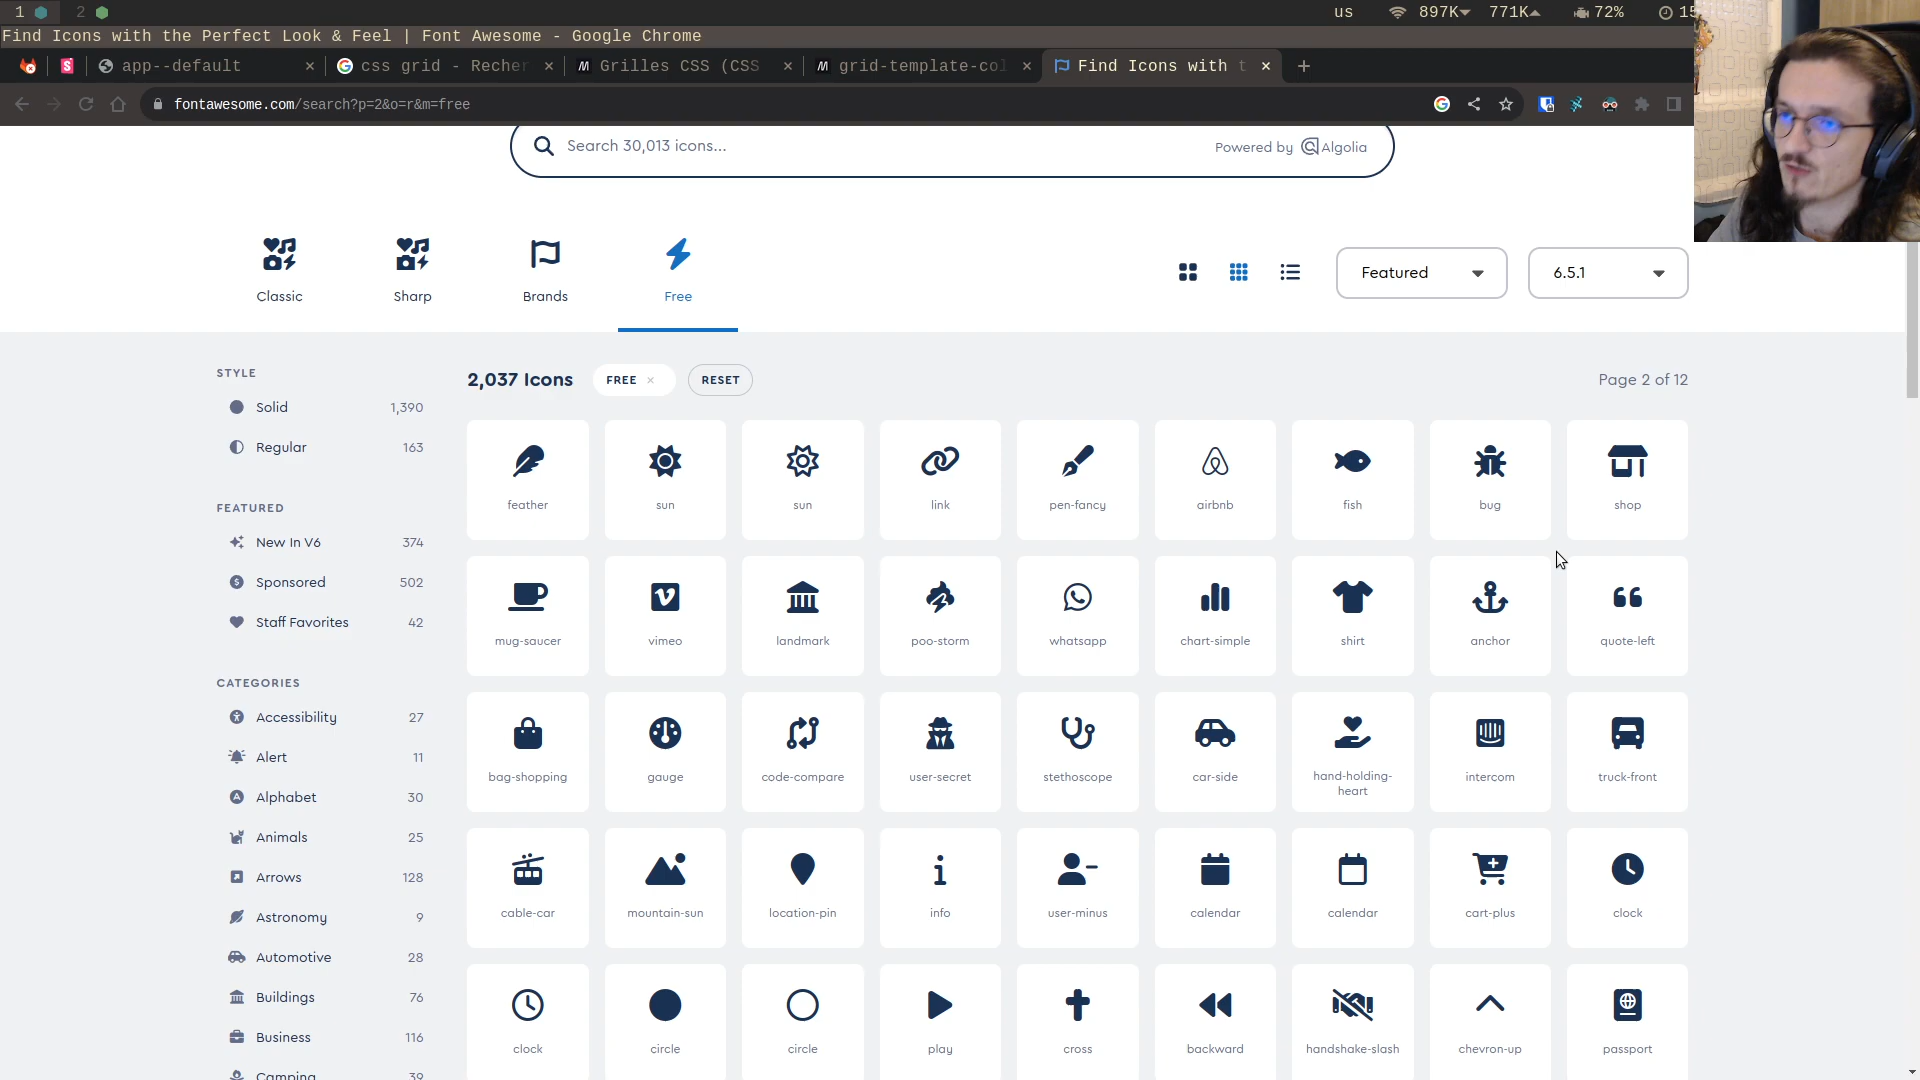 1 2 us 897K 771K 72% 15
Find Icons with the Perfect Look & Feel | Font Awesome - Google Chrome
app--default × css grid - Recher × Grilles CSS (CSS × grid-template-col × Find Icons with t × +
fontawesome.com/search?p=2&o=r&m=free
Search 30,013 icons... Powered by Algolia
Classic Sharp Brands Free Featured 6.5.1
2,037 Icons FREE × RESET Page 2 of 12
STYLE
Solid 1,390
Regular 163
FEATURED
New In V6 374
Sponsored 502
Staff Favorites 42
CATEGORIES
Accessibility 27
Alert 11
Alphabet 30
Animals 25
Arrows 128
Astronomy 9
Automotive 28
Buildings 76
Business 116
Camping 39
feather sun sun link pen-fancy airbnb fish bug shop
mug-saucer vimeo landmark poo-storm whatsapp chart-simple shirt anchor quote-left
bag-shopping gauge code-compare user-secret stethoscope car-side hand-holding-heart intercom truck-front
cable-car mountain-sun location-pin info user-minus calendar calendar cart-plus clock
clock circle circle play cross backward handshake-slash chevron-up passport